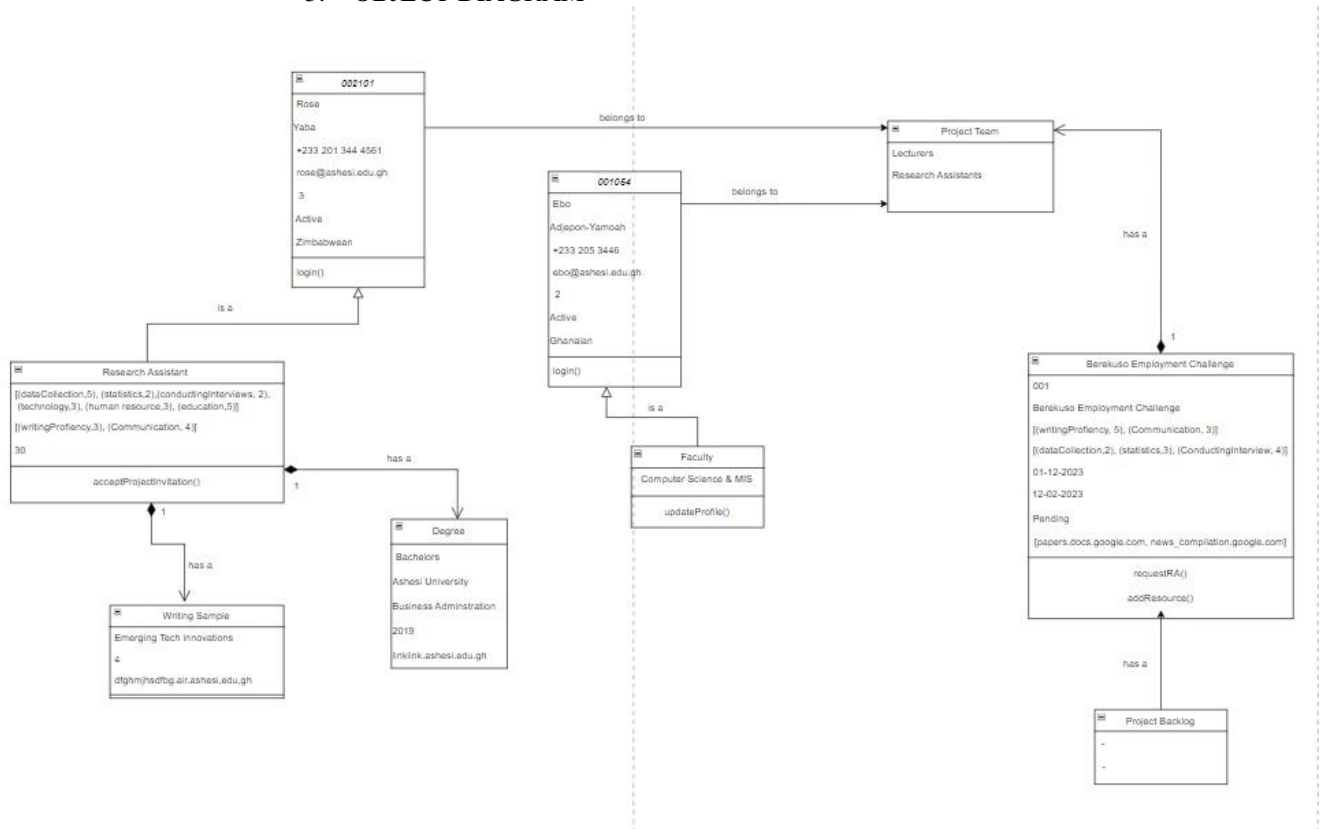 002101
Rose
Yaba
+233 201 344 4561
rose@ashesi.edu.gh
3
Active
Zimbabwean
login()
is a
belongs to
001054
Ebo
Adjepon-Yamoah
+233 205 3446
ebo@ashesi.edu.gh
2
Active
Ghanaian
login()
is a
belongs to
Project Team
Lecturers
Research Assistants
has a
1
Research Assistant
[(dataCollection,5), (statistics,2),(conductingInterviews, 2),
(technology,3), (human resource,3), (education,5)]
[(writingProfiency,3), (Communication, 4)]
30
acceptProjectInvitation()
has a
1
1
has a
Faculty
Computer Science & MIS
updateProfile()
Degree
Bachelors
Ashesi University
Business Adminstration
2019
linklink.ashesi.edu.gh
Writing Sample
Emerging Tech Innovations
4
dfghmjhsdfbg.air.ashesi,edu,gh
Berekuso Employment Challenge
001
Berekuso Employment Challenge
[(writingProfiency, 5), (Communication, 3)]
[(dataCollection,2), (statistics,3), (ConductingInterview, 4)]
01-12-2023
12-02-2023
Pending
[papers.docs.google.com, news_compilation.google.com]
requestRA()
addResource()
has a
Project Backlog
-
-